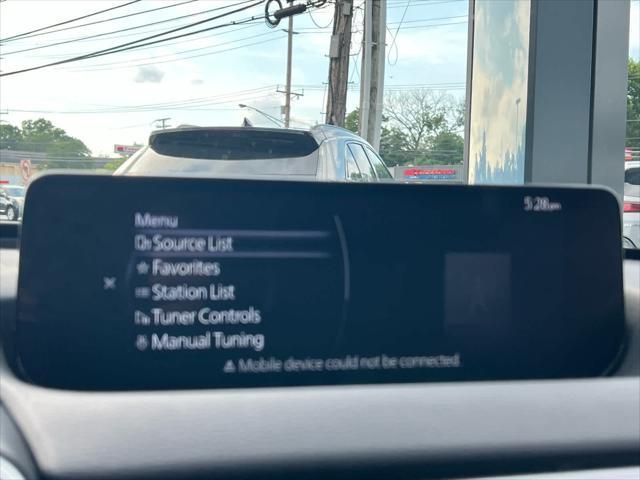 5:28pm
Menu
Source List
Favorites
Station List
Tuner Controls
Manual Tuning
Mobile device could not be connected.